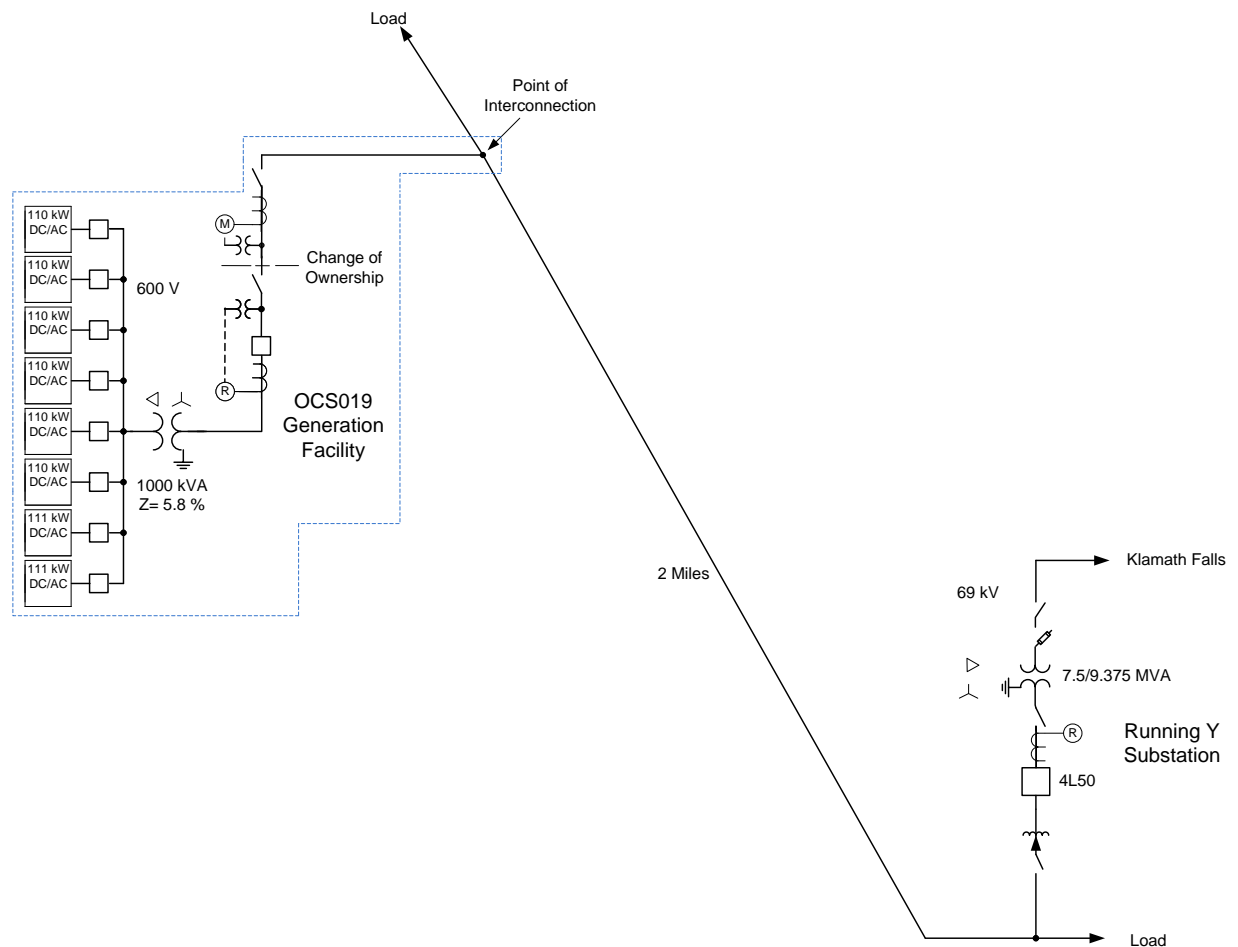 Load
Point of
Interconnection
110 kW
DC/AC
110 kW
DC/AC
110 kW
DC/AC
110 kW
DC/AC
110 kW
DC/AC
110 kW
DC/AC
111 kW
DC/AC
111 kW
DC/AC
600 V
M
Change of
Ownership
R
OCS019
Generation
Facility
1000 kVA
Z= 5.8 %
2 Miles
Klamath Falls
69 kV
7.5/9.375 MVA
R
Running Y
Substation
4L50
Load